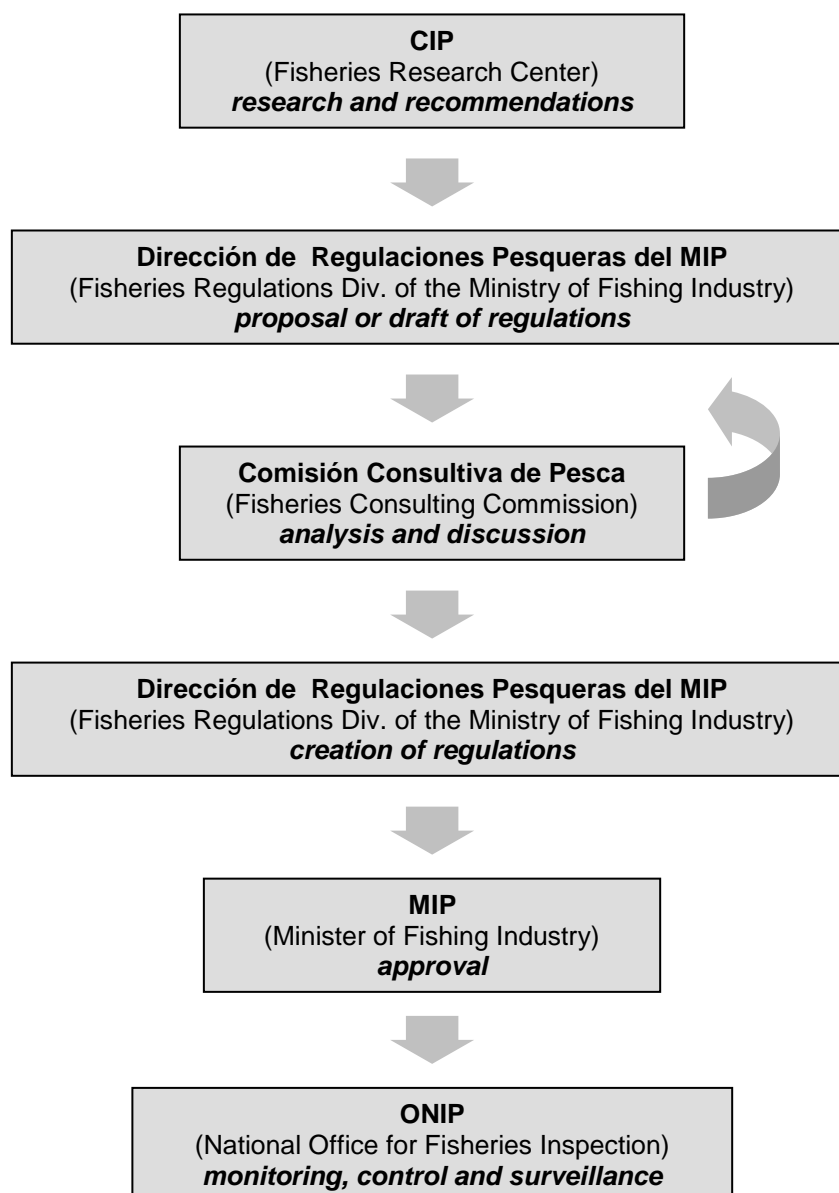 CIP
(Fisheries Research Center)
research and recommendations
Dirección de Regulaciones Pesqueras del MIP
(Fisheries Regulations Div. of the Ministry of Fishing Industry)
proposal or draft of regulations
Comisión Consultiva de Pesca
(Fisheries Consulting Commission)
analysis and discussion
Dirección de Regulaciones Pesqueras del MIP
(Fisheries Regulations Div. of the Ministry of Fishing Industry)
creation of regulations
MIP
(Minister of Fishing Industry)
approval
ONIP
(National Office for Fisheries Inspection)
monitoring, control and surveillance